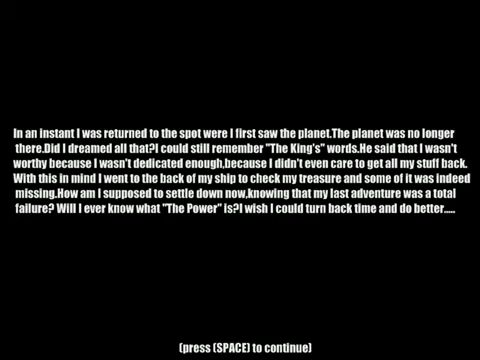 In an instant I was returned to the spot were I first saw the planet.The planet was no longer
there.Did I dreamed all that?I could still remember "The King's" words.He said that I wasn't
worthy because I wasn't dedicated enough,because I didn't even care to get all my stuff back.
With this in mind I went to the back of my ship to check my treasure and some of it was indeed
missing.How am I supposed to settle down now,knowing that my last adventure was a total
failure? Will I ever know what "The Power" is?I wish I could turn back time and do better.....
(press (SPACE) to continue)